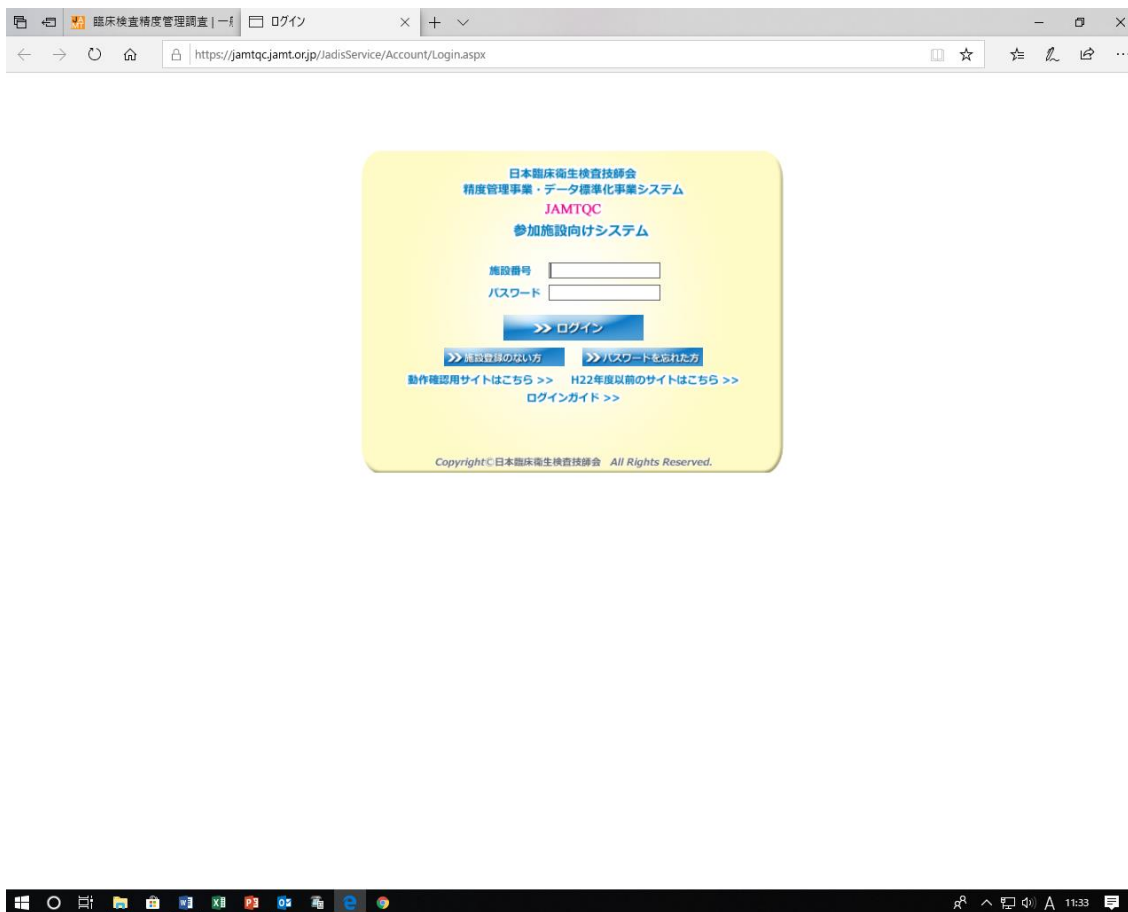 臨床検査精度管理調査 | 一般
ログイン
https://jamtqc.jamt.or.jp/JadisService/Account/Login.aspx
日本臨床衛生検査技師会
精度管理事業・データ標準化事業システム
JAMTQC
参加施設向けシステム
施設番号
パスワード
>> ログイン
>> 施設登録のない方 >> パスワードを忘れた方
動作確認用サイトはこちら >> H22年度以前のサイトはこちら >>
ログインガイド >>
Copyright©日本臨床衛生検査技師会 All Rights Reserved.
A 11:33